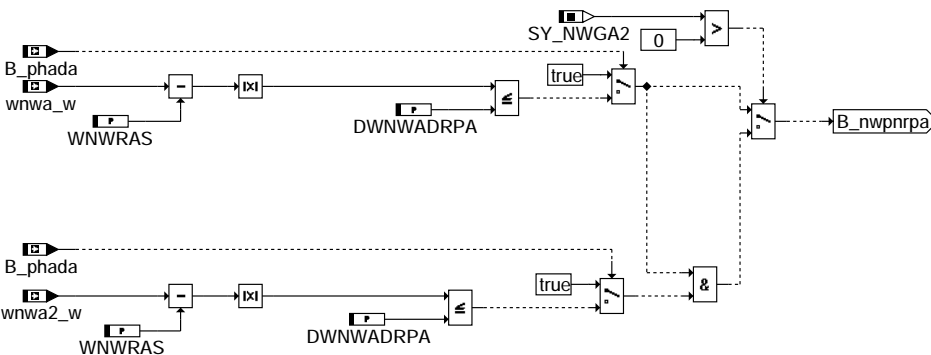 SY_NWGA2
0
>
B_phada
true
wnwa_w
-
|x|
≤
P
DWNWADRPA
P
WNWRAS
B_nwpnrpa
B_phada
true
&
wnwa2_w
-
|x|
≤
P
DWNWADRPA
P
WNWRAS